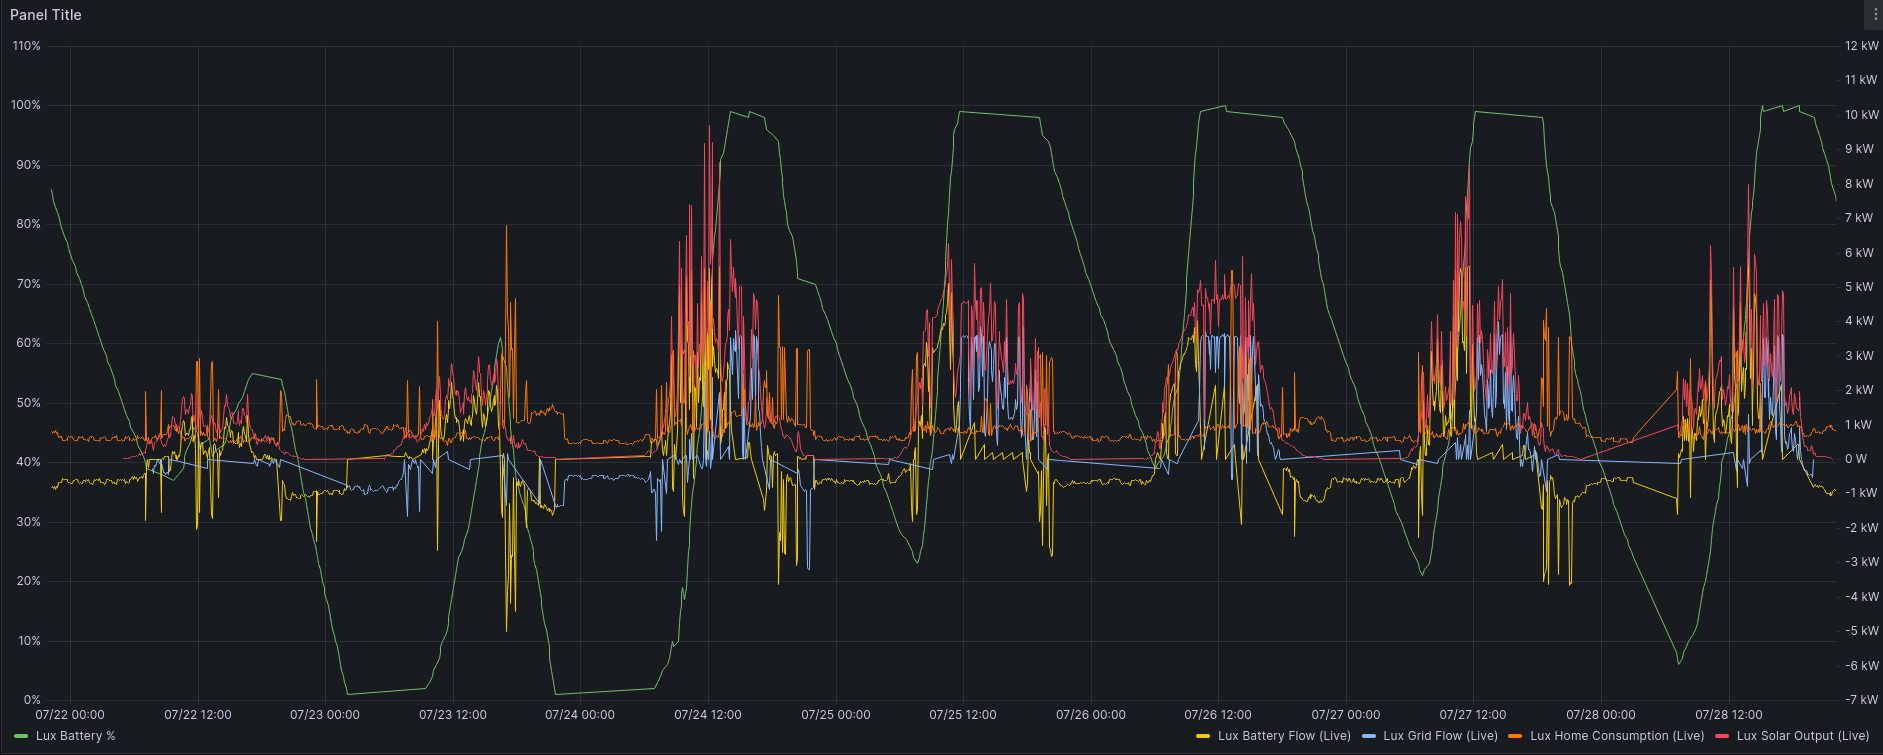 Panel Title
110%
100%
90%
80%
70%
60%
50%
40%
30%
20%
10%
0%
12 kW
11 kW
10 kW
9 kW
8 kW
7 kW
6 kW
5 kW
4 kW
3 kW
2 kW
1 kW
0 W
-1 kW
-2 kW
-3 kW
-4 kW
-5 kW
-6 kW
-7 kW
07/22 00:00 07/22 12:00 07/23 00:00 07/23 12:00 07/24 00:00 07/24 12:00 07/25 00:00 07/25 12:00 07/26 00:00 07/26 12:00 07/27 00:00 07/27 12:00 07/28 00:00 07/28 12:00
Lux Battery % Lux Battery Flow (Live) Lux Grid Flow (Live) Lux Home Consumption (Live) Lux Solar Output (Live)